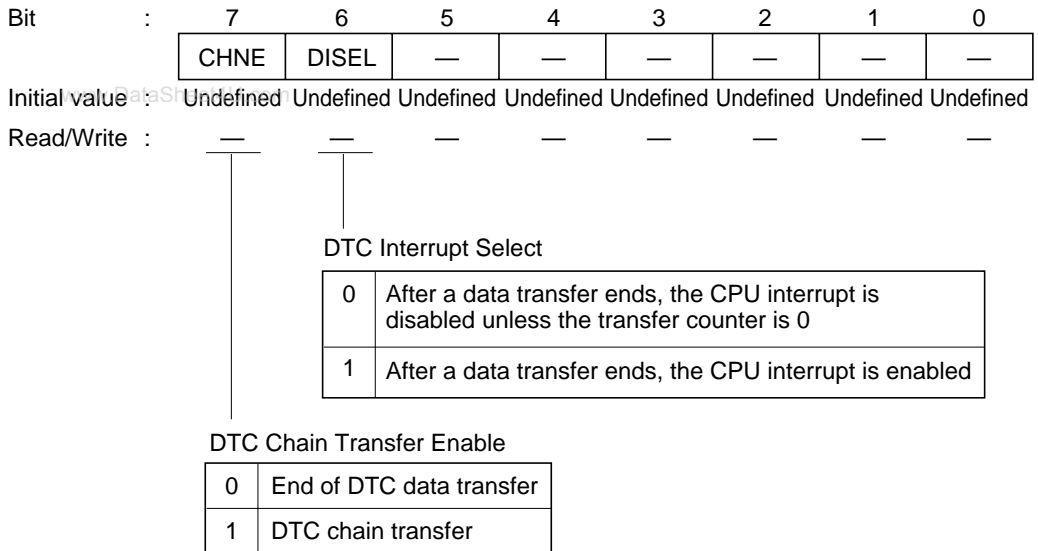 Bit : 7 6 5 4 3 2 1 0
CHNE DISEL — — — — — —
Initial value : Undefined Undefined Undefined Undefined Undefined Undefined Undefined Undefined
www.DataSheet4U.com
Read/Write : — — — — — — — —
DTC Interrupt Select
0 After a data transfer ends, the CPU interrupt is
disabled unless the transfer counter is 0
1 After a data transfer ends, the CPU interrupt is enabled
DTC Chain Transfer Enable
0 End of DTC data transfer
1 DTC chain transfer